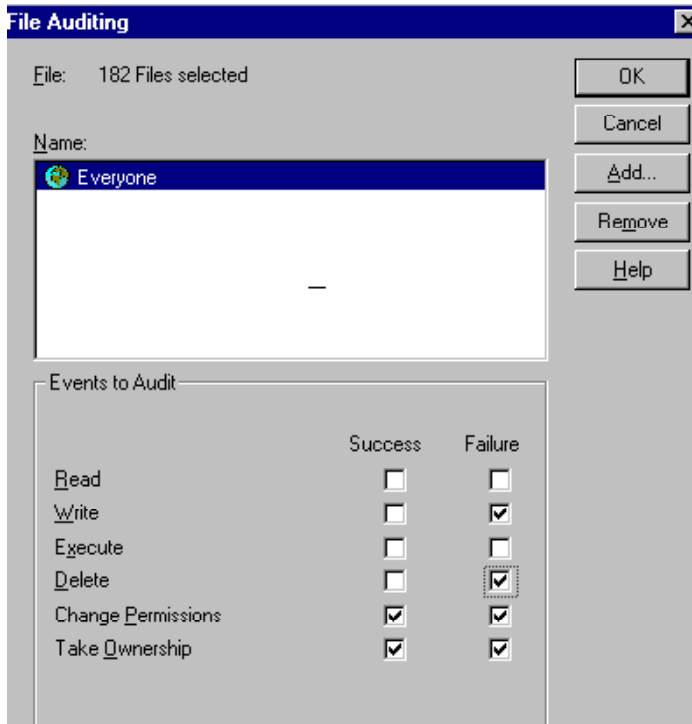 File Auditing
File: 182 Files selected
OK
Cancel
Name:
Everyone
Add...
Remove
Help
Events to Audit
Success Failure
Read
Write
Execute
Delete
Change Permissions
Take Ownership